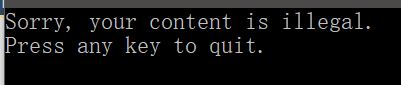 Sorry, your content is illegal.
Press any key to quit.